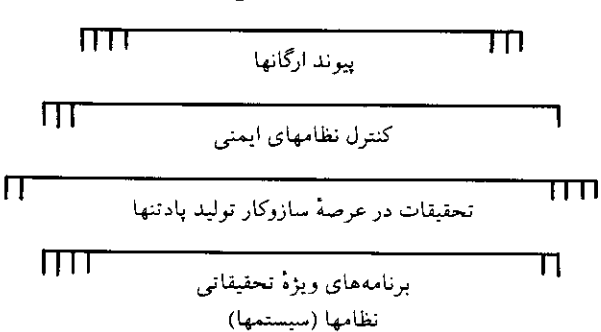 پیوند ارگانها
کنترل نظامهای ایمنی
تحقیقات در عرصهٔ سازوکار تولید پادتنها
برنامه‌های ویژهٔ تحقیقاتی
نظامها (سیستمها)